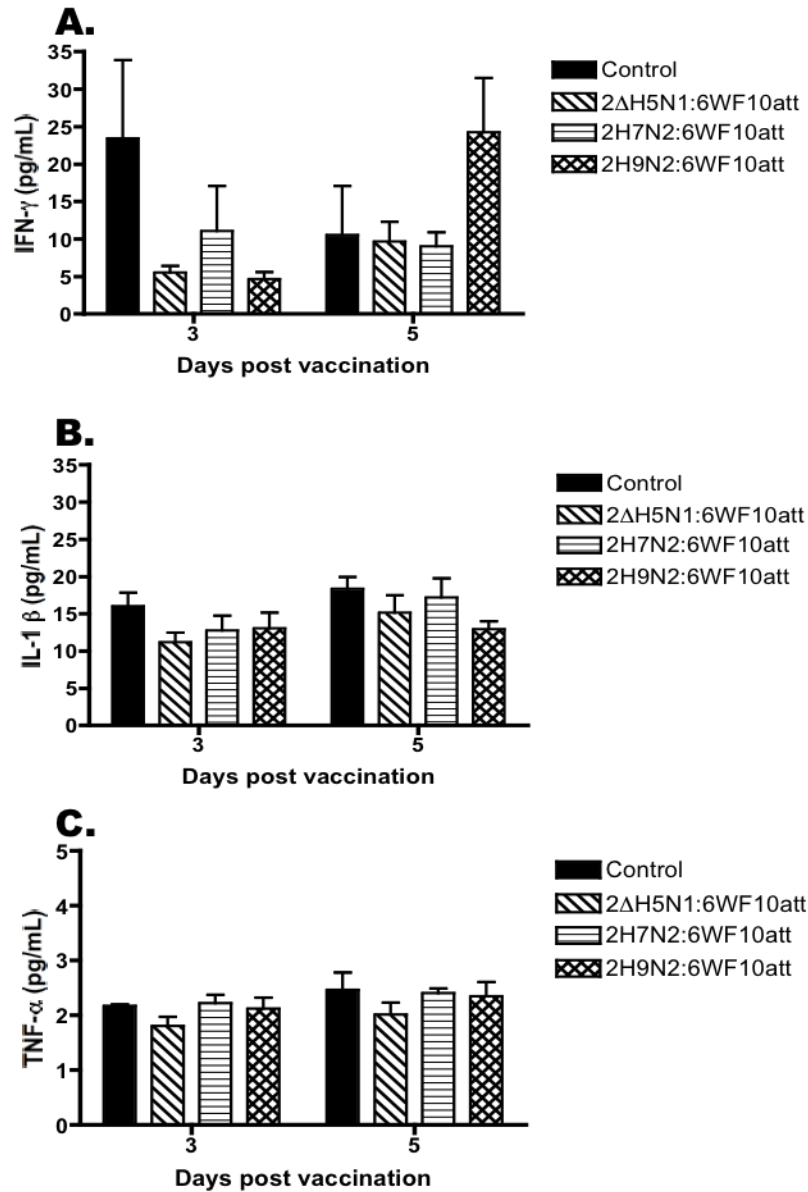 A.
35
30
25
20
15
10
5
0
IFN-γ (pg/mL)
3
5
Days post vaccination
Control
2ΔH5N1:6WF10att
2H7N2:6WF10att
2H9N2:6WF10att
B.
35
30
25
20
15
10
5
0
IL-1 β (pg/mL)
3
5
Days post vaccination
Control
2ΔH5N1:6WF10att
2H7N2:6WF10att
2H9N2:6WF10att
C.
5
4
3
2
1
0
TNF-α (pg/mL)
3
5
Days post vaccination
Control
2ΔH5N1:6WF10att
2H7N2:6WF10att
2H9N2:6WF10att